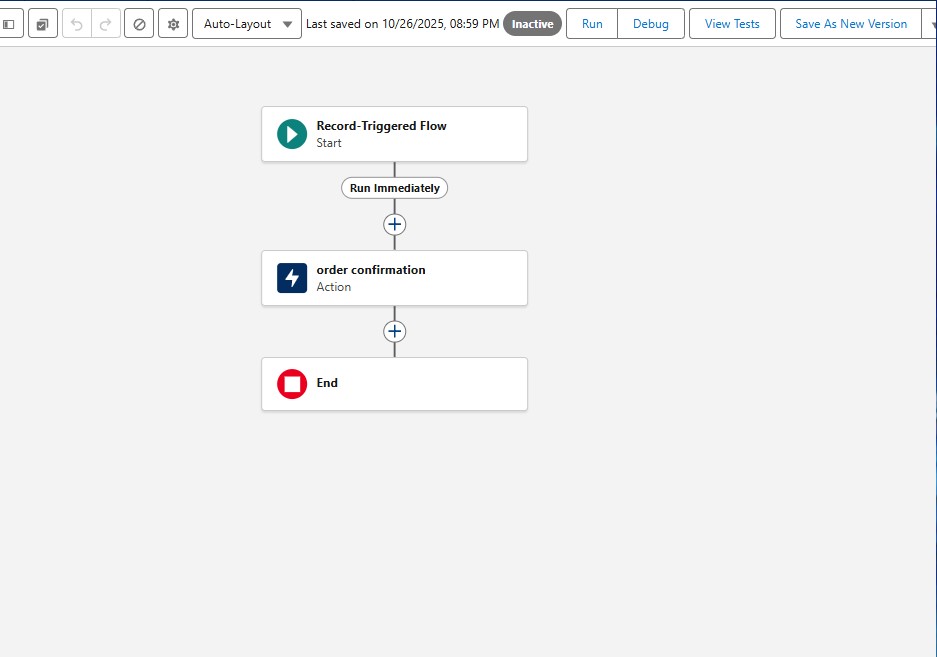 Auto-Layout Last saved on 10/26/2025, 08:59 PM Inactive Run Debug View Tests Save As New Version
Record-Triggered Flow
Start
Run Immediately
order confirmation
Action
End